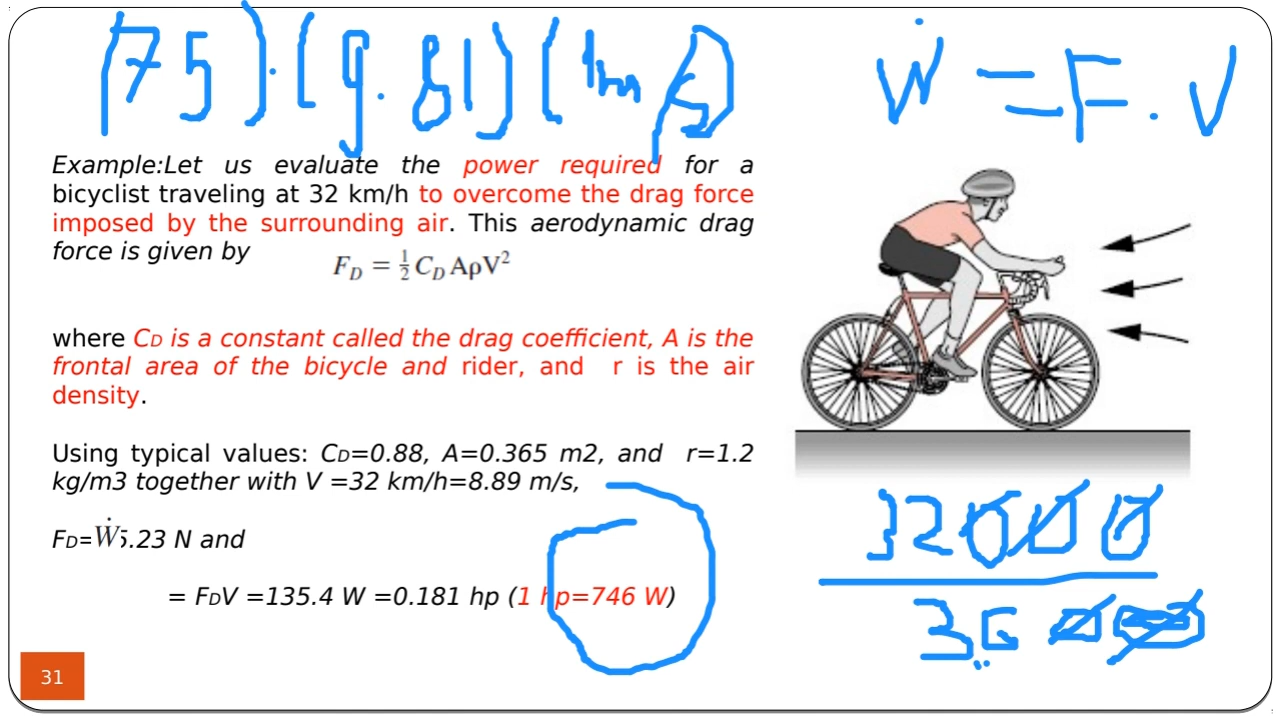 (75).(9.81)(1m/s)
Ẇ = F.V
Example:Let us evaluate the power required for a
bicyclist traveling at 32 km/h to overcome the drag force
imposed by the surrounding air. This aerodynamic drag
force is given by
F_D = ½ C_D AρV²
where CD is a constant called the drag coefficient, A is the
frontal area of the bicycle and rider, and r is the air
density.
Using typical values: CD=0.88, A=0.365 m2, and r=1.2
kg/m3 together with V =32 km/h=8.89 m/s,
FD= Ẇ 5.23 N and
= FDV =135.4 W =0.181 hp (1 hp=746 W)
32000
3600
31